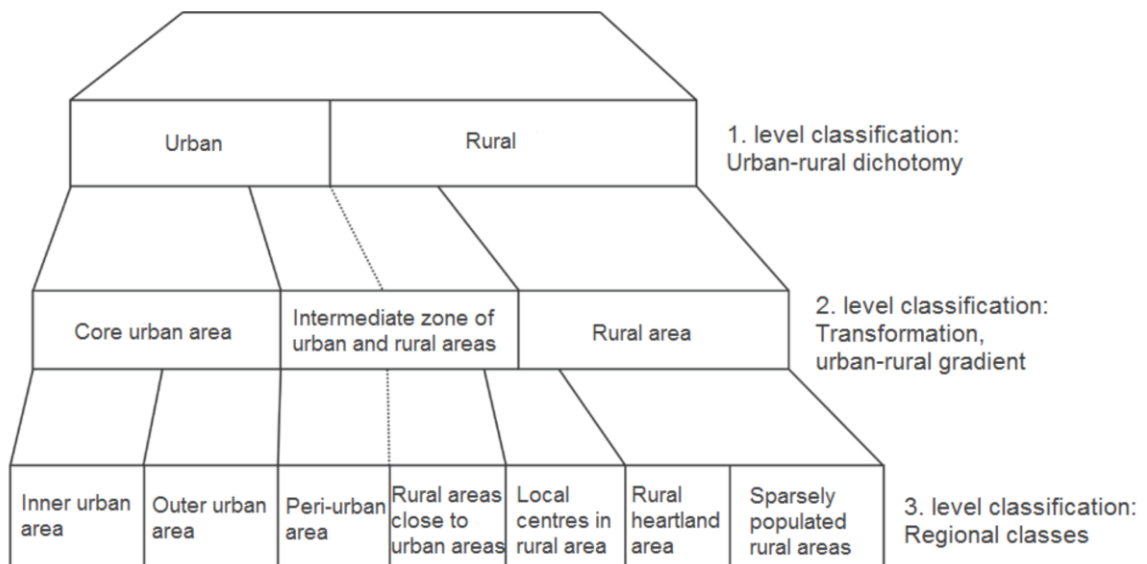 Urban
Rural
1. level classification:
Urban-rural dichotomy
Core urban area
Intermediate zone of
urban and rural areas
Rural area
2. level classification:
Transformation,
urban-rural gradient
Inner urban
area
Outer urban
area
Peri-urban
area
Rural areas
close to
urban areas
Local
centres in
rural area
Rural
heartland
area
Sparsely
populated
rural areas
3. level classification:
Regional classes